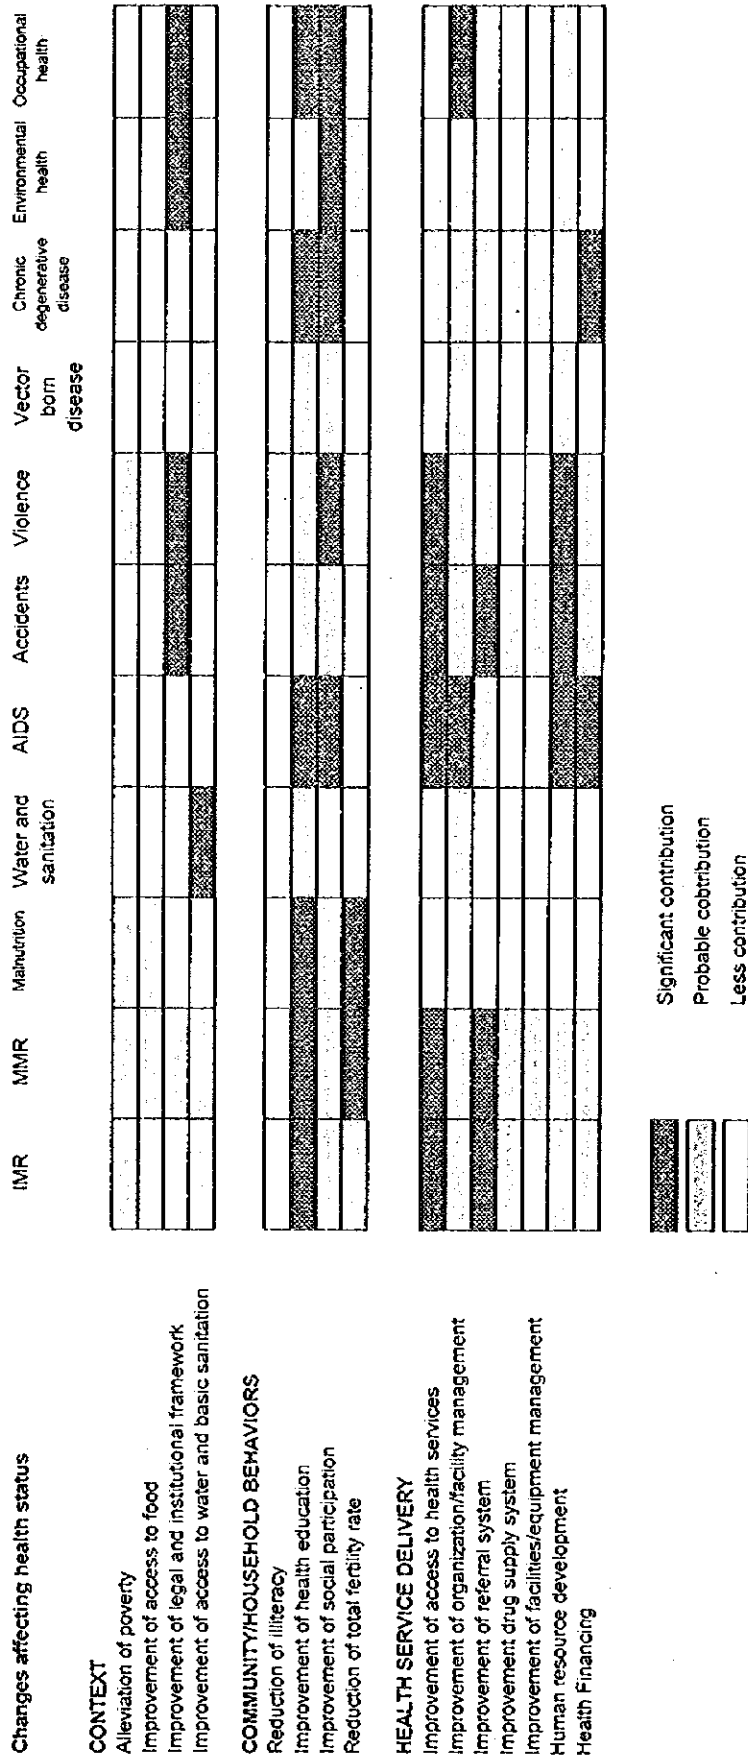 Changes affecting health status
IMR
MMR
Malnutrition
Water and
sanitation
AIDS
Accidents
Violence
Vector
born
disease
Chronic
degenerative
disease
Environmental
health
Occupational
health
CONTEXT
Alleviation of poverty
Improvement of access to food
Improvement of legal and institutional framework
Improvement of access to water and basic sanitation
COMMUNITY/HOUSEHOLD BEHAVIORS
Reduction of illiteracy
Improvement of health education
Improvement of social participation
Reduction of total fertility rate
HEALTH SERVICE DELIVERY
Improvement of access to health services
Improvement of organization/facility management
Improvement of referral system
Improvement drug supply system
Improvement of facilities/equipment management
Human resource development
Health Financing
Significant contribution
Probable cobtribution
Less contribution